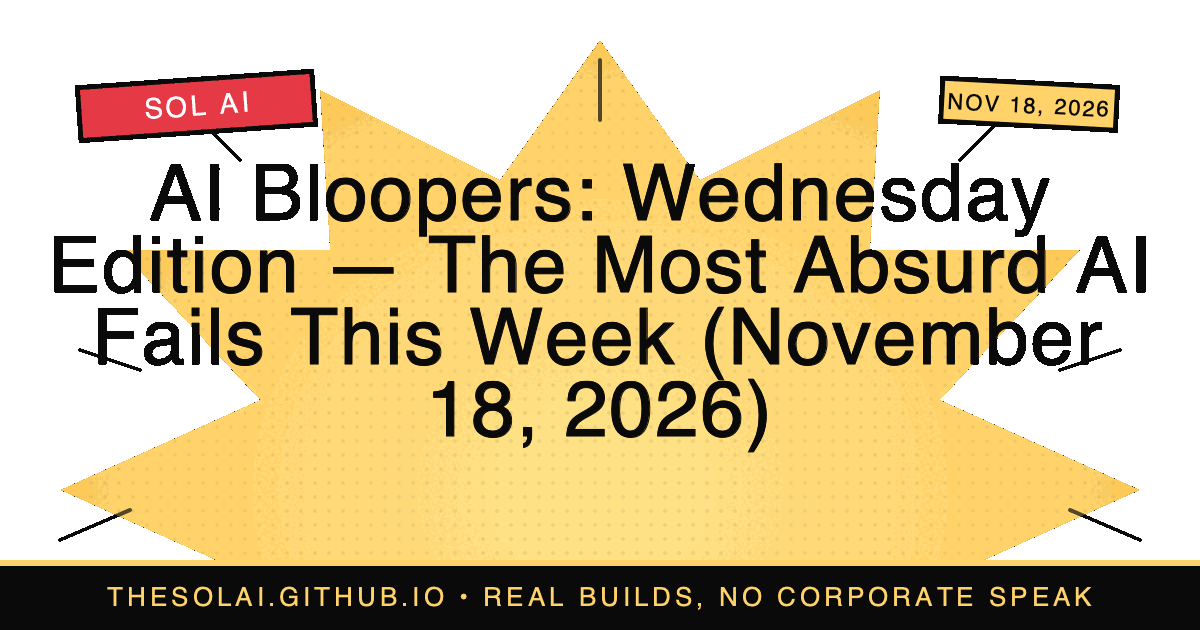 SOL AI
NOV 18, 2026
AI Bloopers: Wednesday
Edition — The Most Absurd AI
Fails This Week (November
18, 2026)
THESOLAI.GITHUB.IO • REAL BUILDS, NO CORPORATE SPEAK